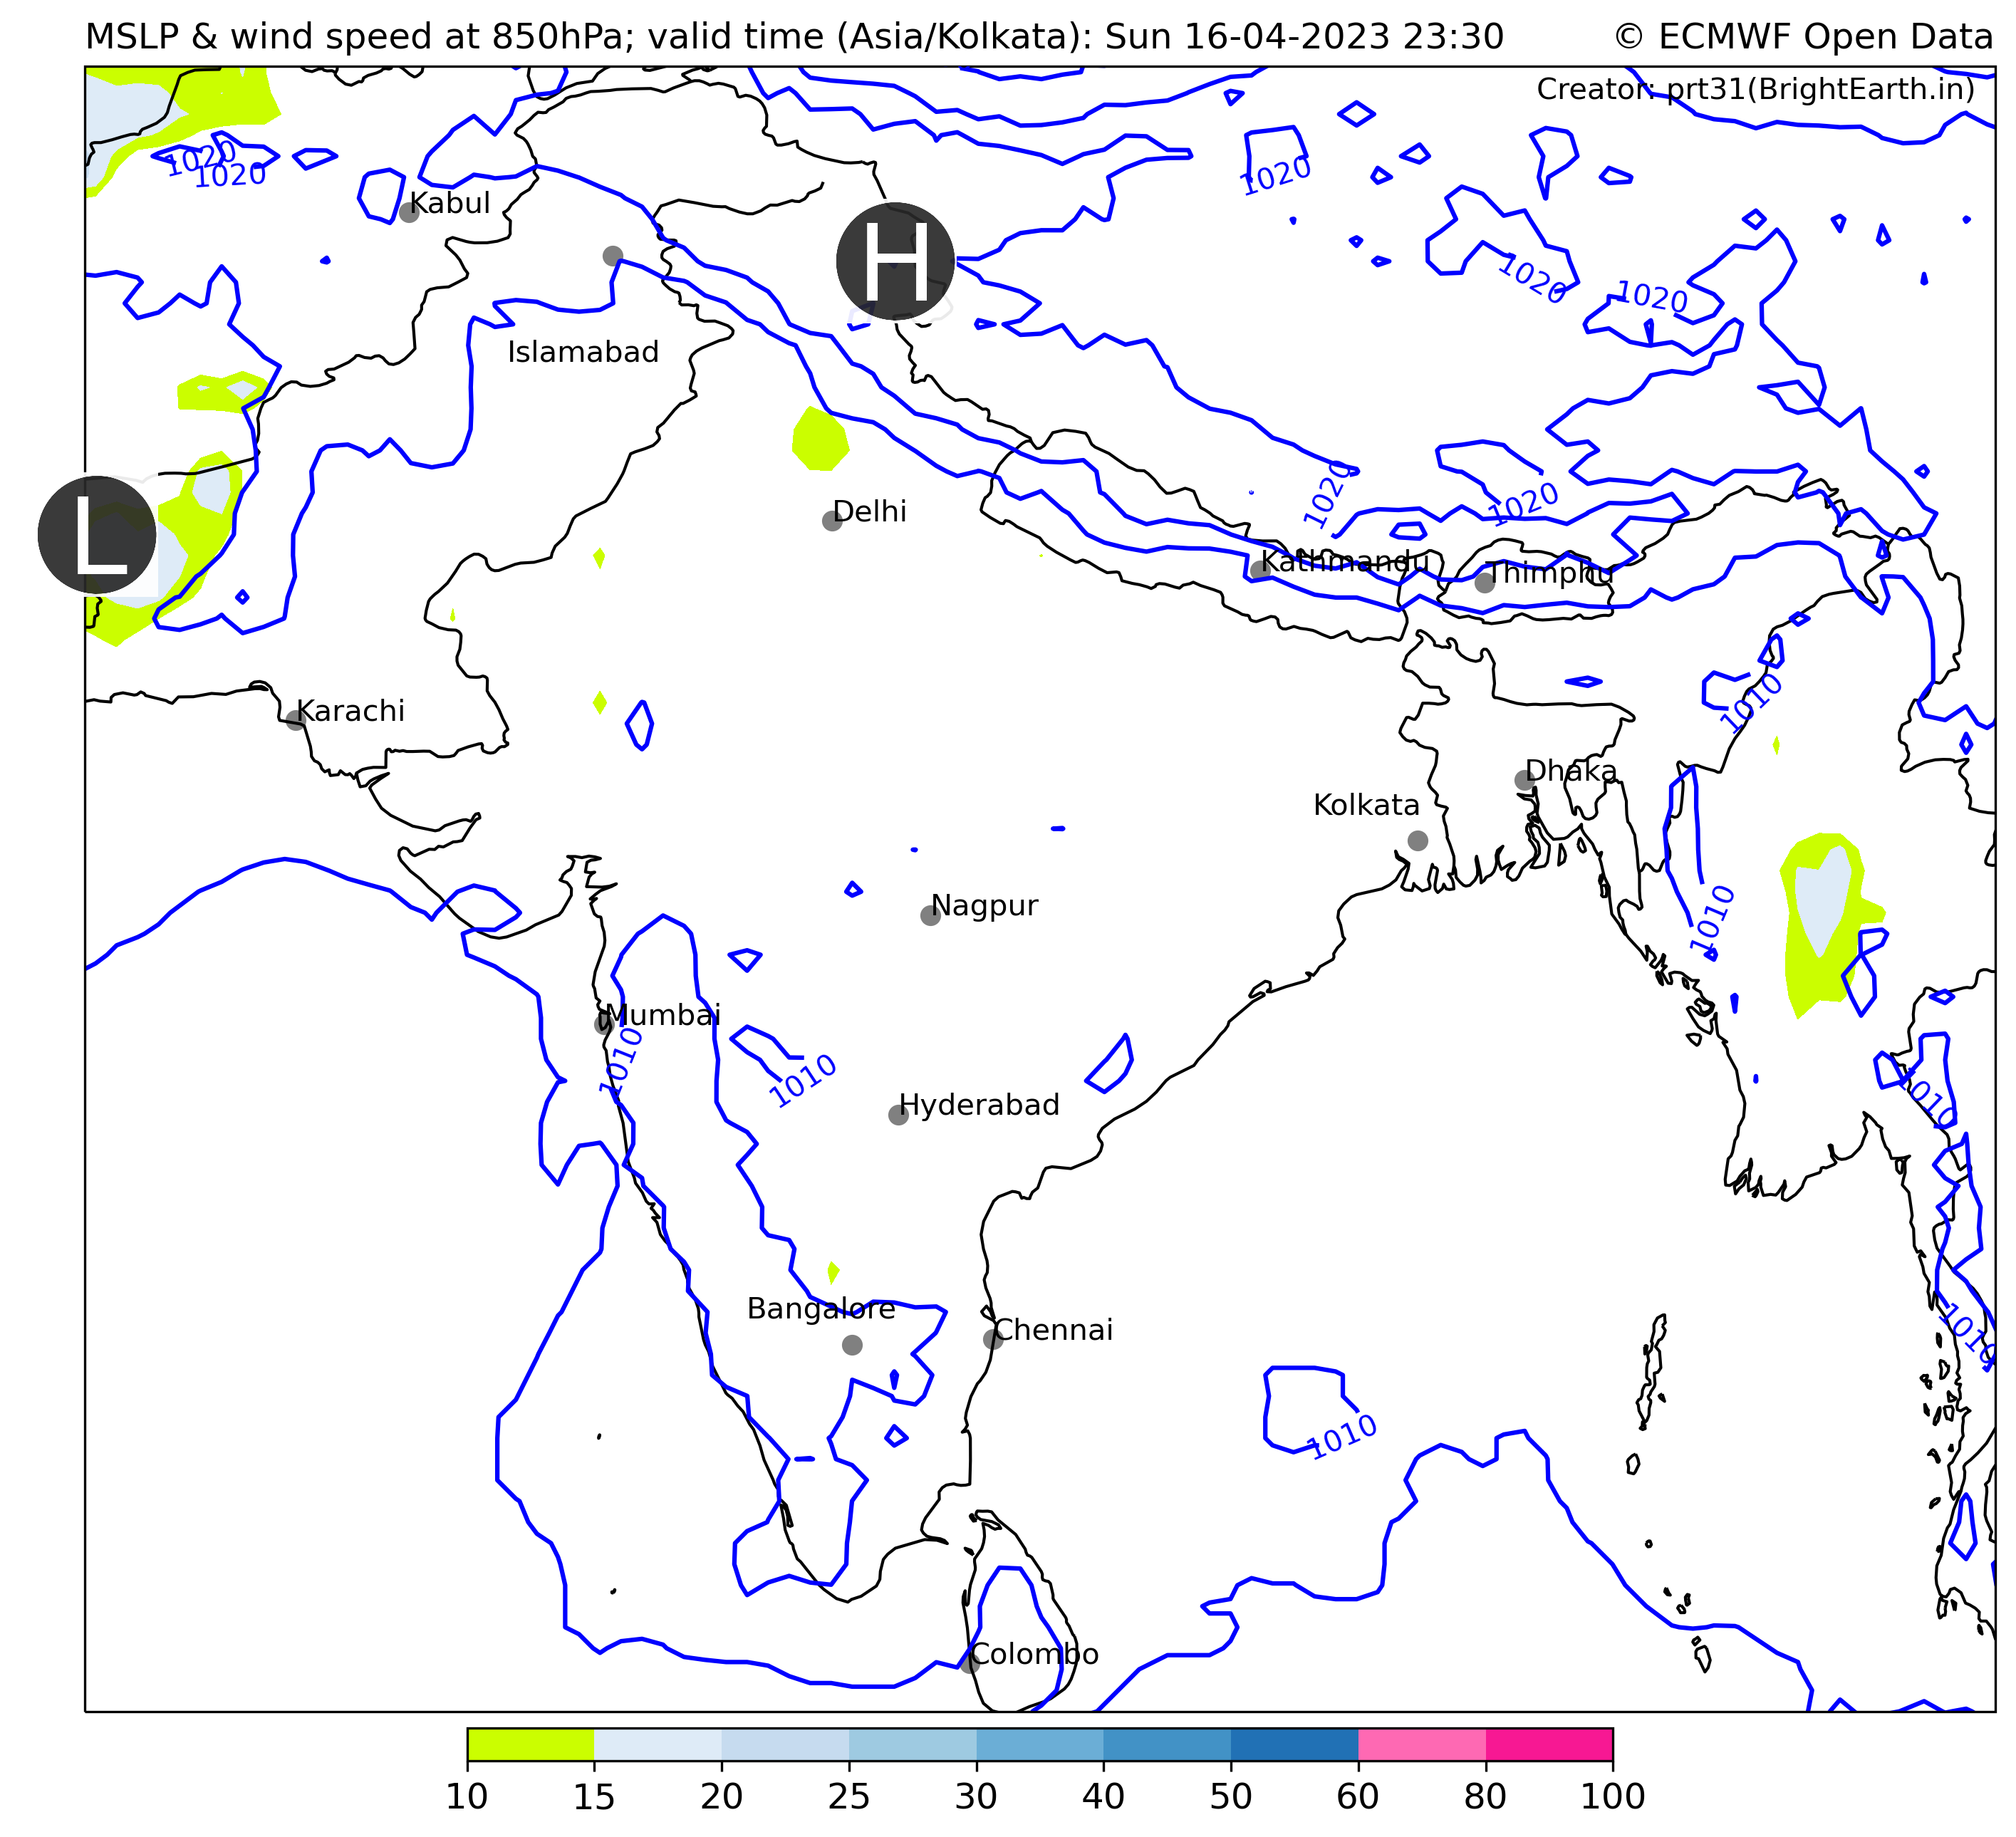 MSLP & wind speed at 850hPa; valid time (Asia/Kolkata): Sun 16-04-2023 23:30 © ECMWF Open Data
Creator: prt31(BrightEarth.in)
1020
1020
1020
Kabul
H
1020
1020
Islamabad
1020
1020
Delhi
L
Kathmandu
Thimphu
1010
Karachi
Dhaka
Kolkata
Nagpur
1010
Mumbai
1010
1010
1010
Hyderabad
Bangalore
Chennai
1010
1010
Colombo
10 15 20 25 30 40 50 60 80 100